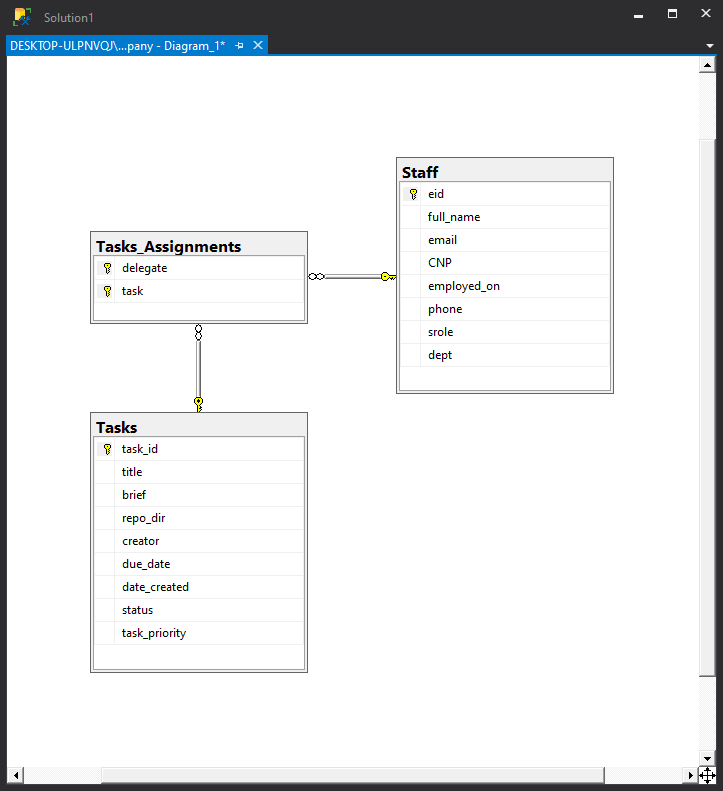 Solution1
DESKTOP-ULPNVQJ\...pany - Diagram_1*
Staff
eid
full_name
email
CNP
employed_on
phone
srole
dept
Tasks_Assignments
delegate
task
Tasks
task_id
title
brief
repo_dir
creator
due_date
date_created
status
task_priority